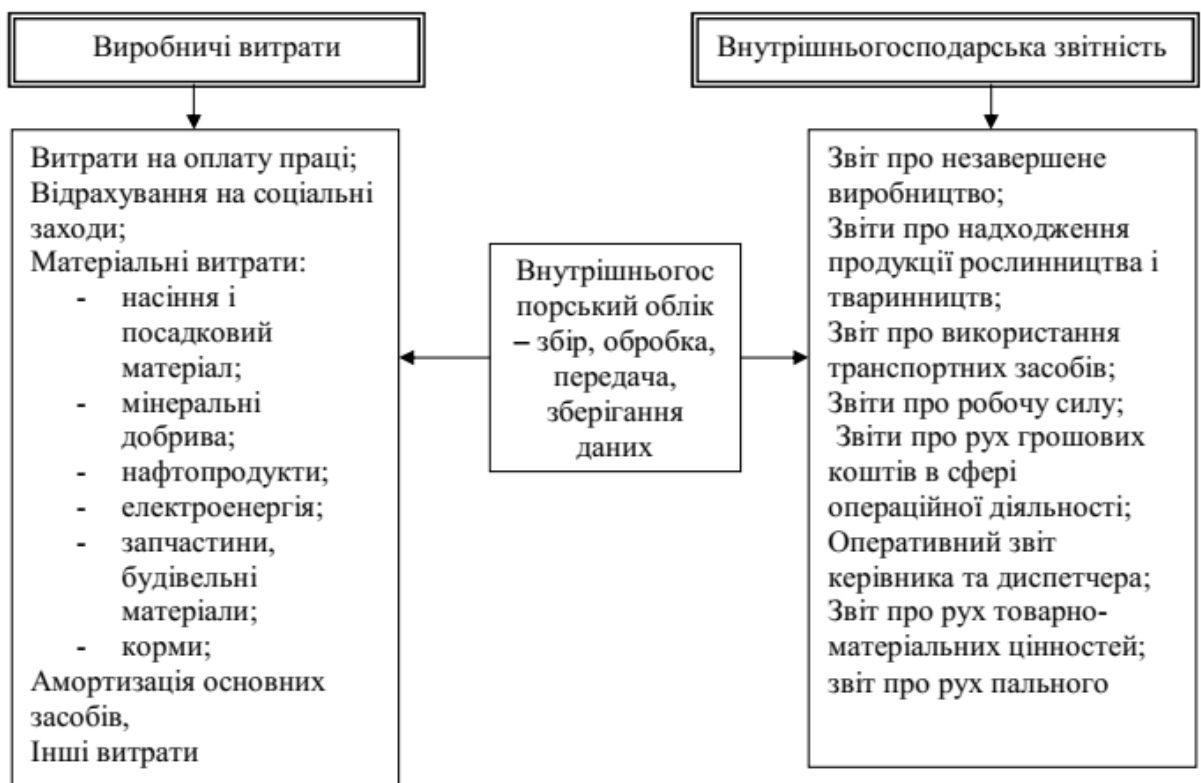 Виробничі витрати
Внутрішньогосподарська звітність
Витрати на оплату праці;
Відрахування на соціальні
заходи;
Матеріальні витрати:
- насіння і
посадковий
матеріал;
- мінеральні
добрива;
- нафтопродукти;
- електроенергія;
- запчастини,
будівельні
матеріали;
- корми;
Амортизація основних
засобів,
Інші витрати
Внутрішньогос
порський облік
– збір, обробка,
передача,
зберігання
даних
Звіт про незавершене
виробництво;
Звіти про надходження
продукції рослинництва і
тваринництв;
Звіт про використання
транспортних засобів;
Звіти про робочу силу;
Звіти про рух грошових
коштів в сфері
операційної діяльності;
Оперативний звіт
керівника та диспетчера;
Звіт про рух товарно-
матеріальних цінностей;
звіт про рух пального